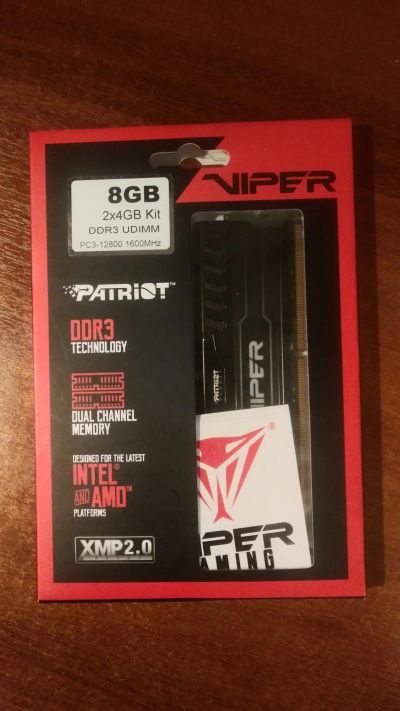 VIPER
8GB
2x4GB Kit
DDR3 UDIMM
PC3-12800 1600MHz
PATRIOT
DDR3
TECHNOLOGY
DUAL CHANNEL
MEMORY
DESIGNED FOR THE LATEST
INTEL®
AND AMD™
PLATFORMS
XMP2.0
PATRIOT
VIPER
PER
AMING